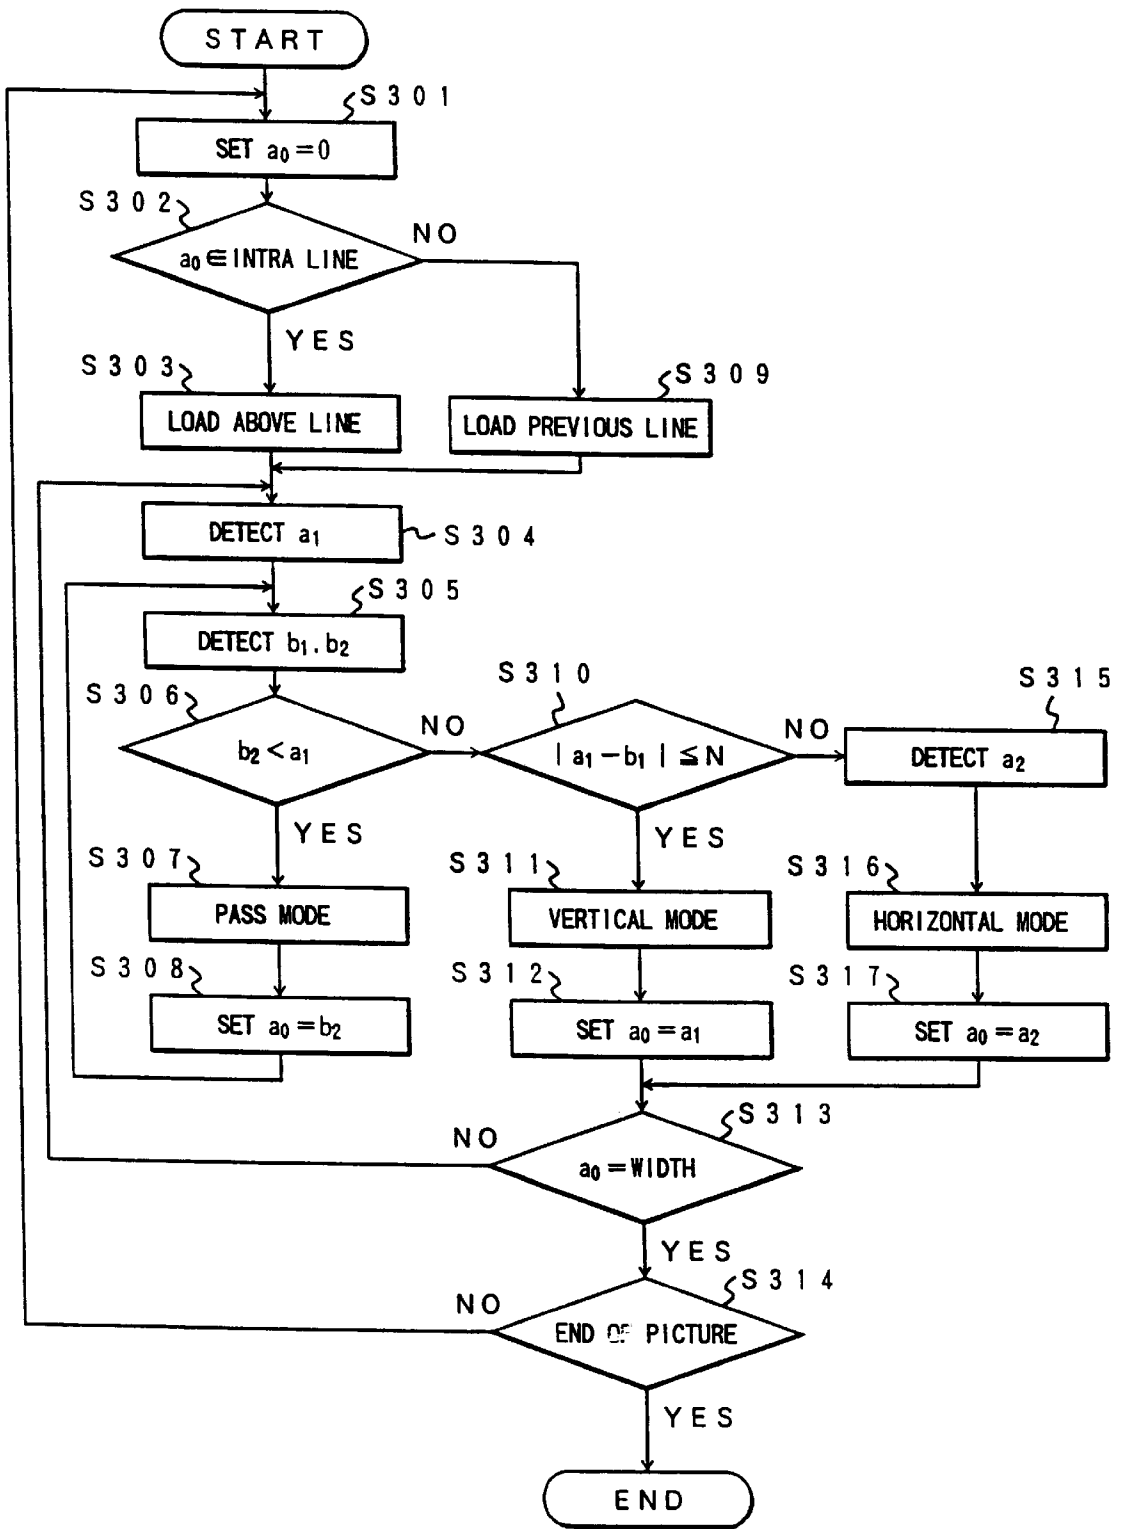 START
S301
SET a₀=0
S302
a₀∈INTRA LINE
NO
YES
S303
LOAD ABOVE LINE
S309
LOAD PREVIOUS LINE
DETECT a₁
S304
S305
DETECT b₁.b₂
S306
b₂<a₁
NO
YES
S310
|a₁−b₁|≦N
NO
YES
S315
DETECT a₂
S307
PASS MODE
S311
VERTICAL MODE
S316
HORIZONTAL MODE
S308
SET a₀=b₂
S312
SET a₀=a₁
S317
SET a₀=a₂
S313
a₀=WIDTH
NO
YES
S314
END OF PICTURE
NO
YES
END